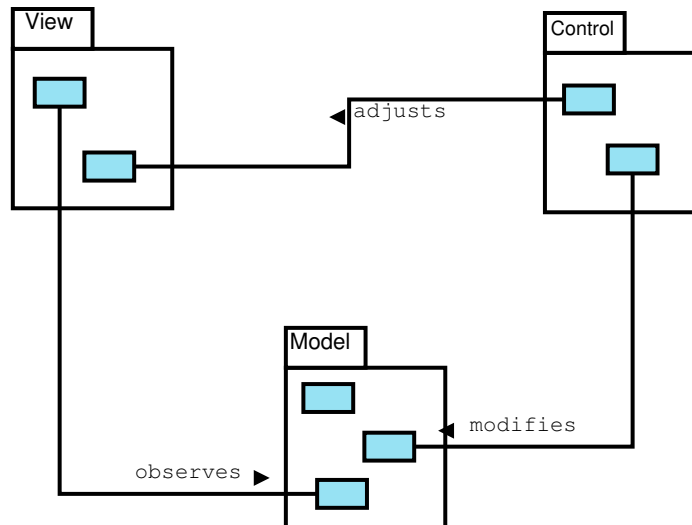 View
Control
adjusts
Model
modifies
observes